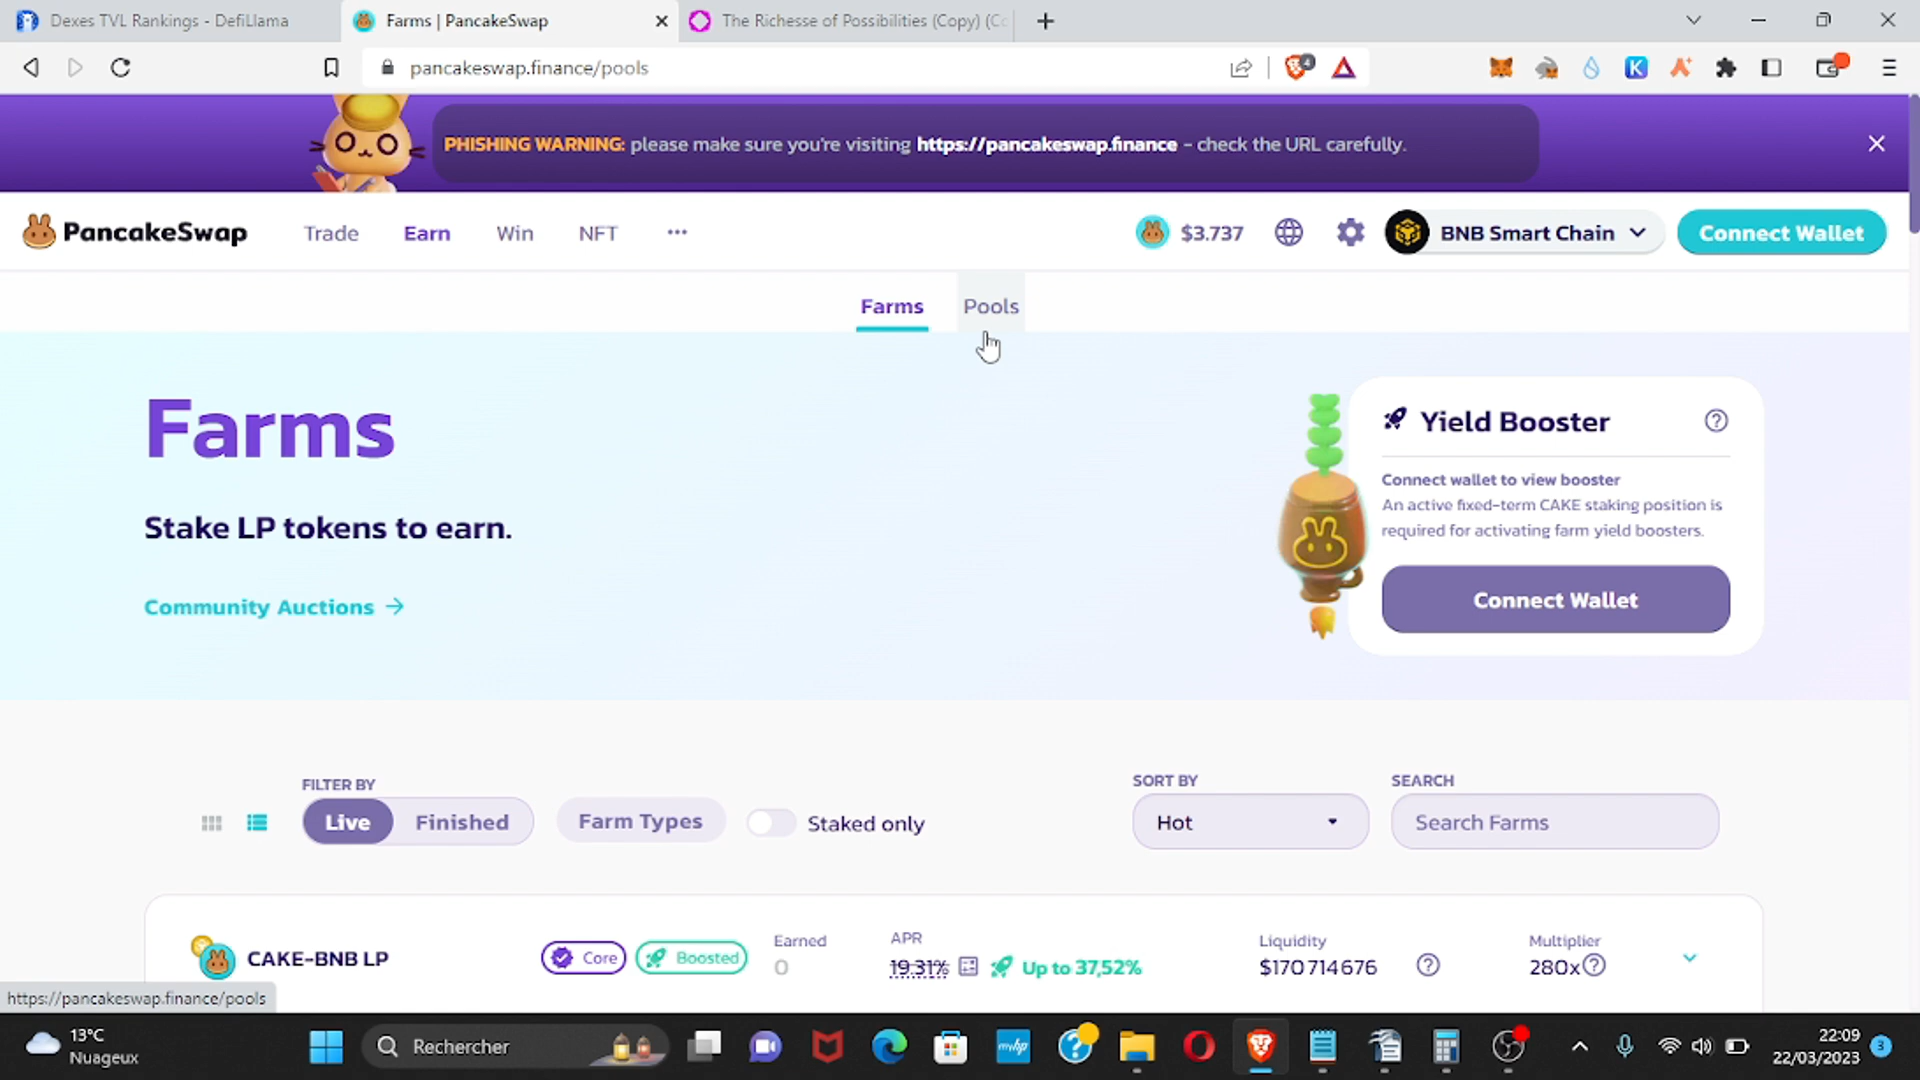 Dexes TVL Rankings - DefiLlama
Farms | PancakeSwap
The Richesse of Possibilities (Copy) (Co
pancakeswap.finance/pools
4
PHISHING WARNING: please make sure you're visiting https://pancakeswap.finance - check the URL carefully.
PancakeSwap
Trade
Earn
Win
NFT
$3.737
BNB Smart Chain
Connect Wallet
Farms
Pools
Farms
Stake LP tokens to earn.
Community Auctions
Yield Booster
Connect wallet to view booster
An active fixed-term CAKE staking position is
required for activating farm yield boosters.
Connect Wallet
FILTER BY
Live
Finished
Farm Types
Staked only
SORT BY
Hot
SEARCH
Search Farms
CAKE-BNB LP
Core
Boosted
Earned
0
APR
19.31%
Up to 37,52%
Liquidity
$170 714 676
Multiplier
280x
https://pancakeswap.finance/pools
13°C
Nuageux
Rechercher
myhp
22:09
22/03/2023
3